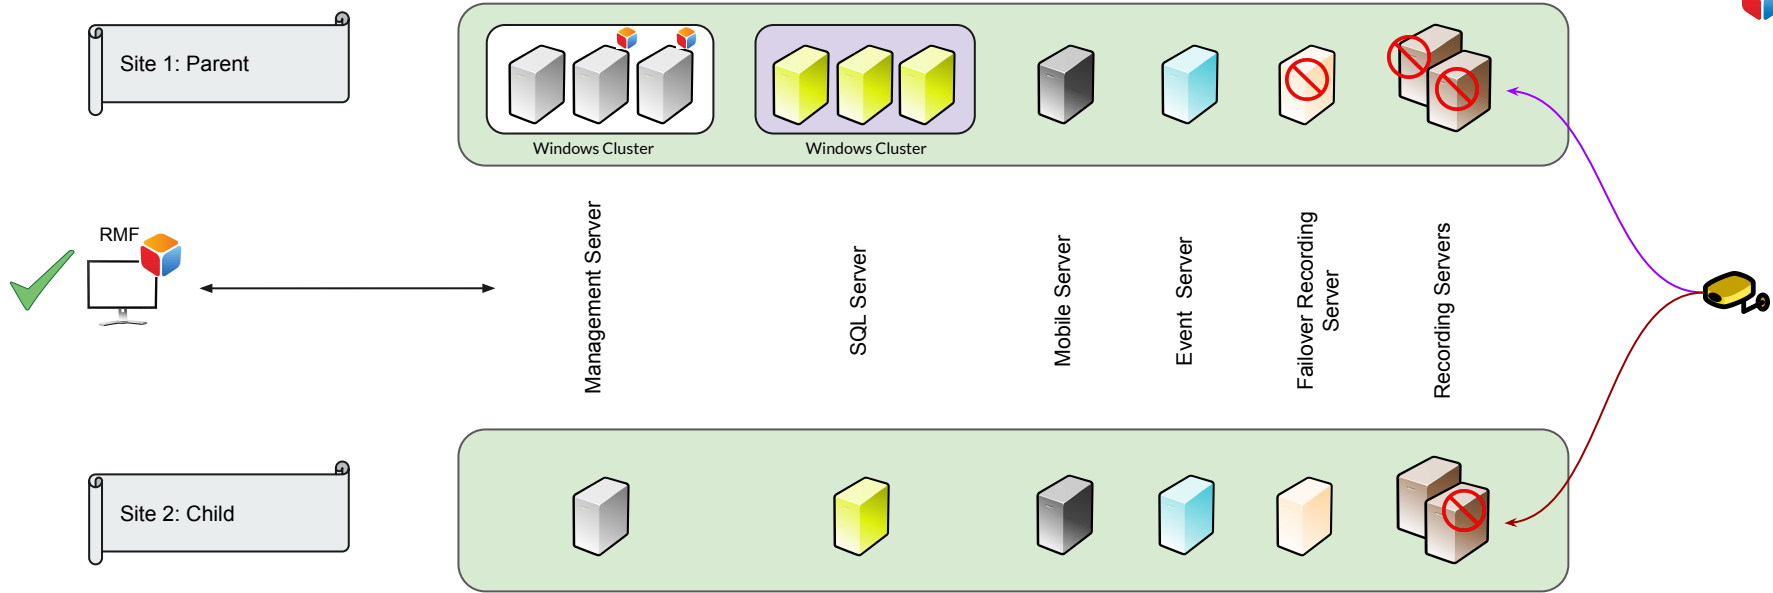 Site 1: Parent
Windows Cluster
Windows Cluster
RMF
Management Server
SQL Server
Mobile Server
Event  Server
Failover Recording
Server
Recording Servers
Site 2: Child